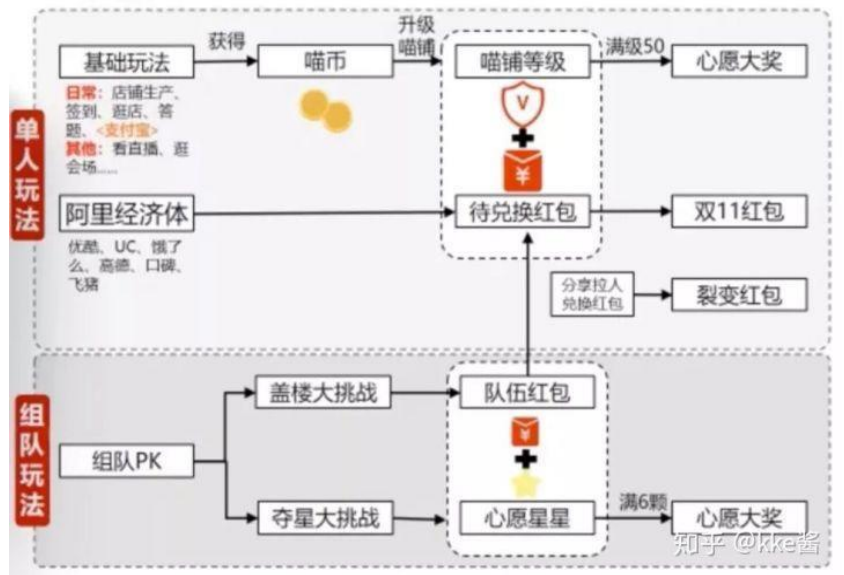 单人玩法
基础玩法
获得
喵币
升级
喵铺
喵铺等级
满级50
心愿大奖
日常：店铺生产、
签到、逛店、答
题、<支付宝>
其他：看直播、逛
会场......
V
¥
阿里经济体
待兑换红包
双11红包
优酷、UC、饿了
么、高德、口碑、
飞猪
分享拉人
兑换红包
裂变红包
组队玩法
盖楼大挑战
队伍红包
组队PK
¥
夺星大挑战
心愿星星
满6颗
心愿大奖
知乎 @kke酱